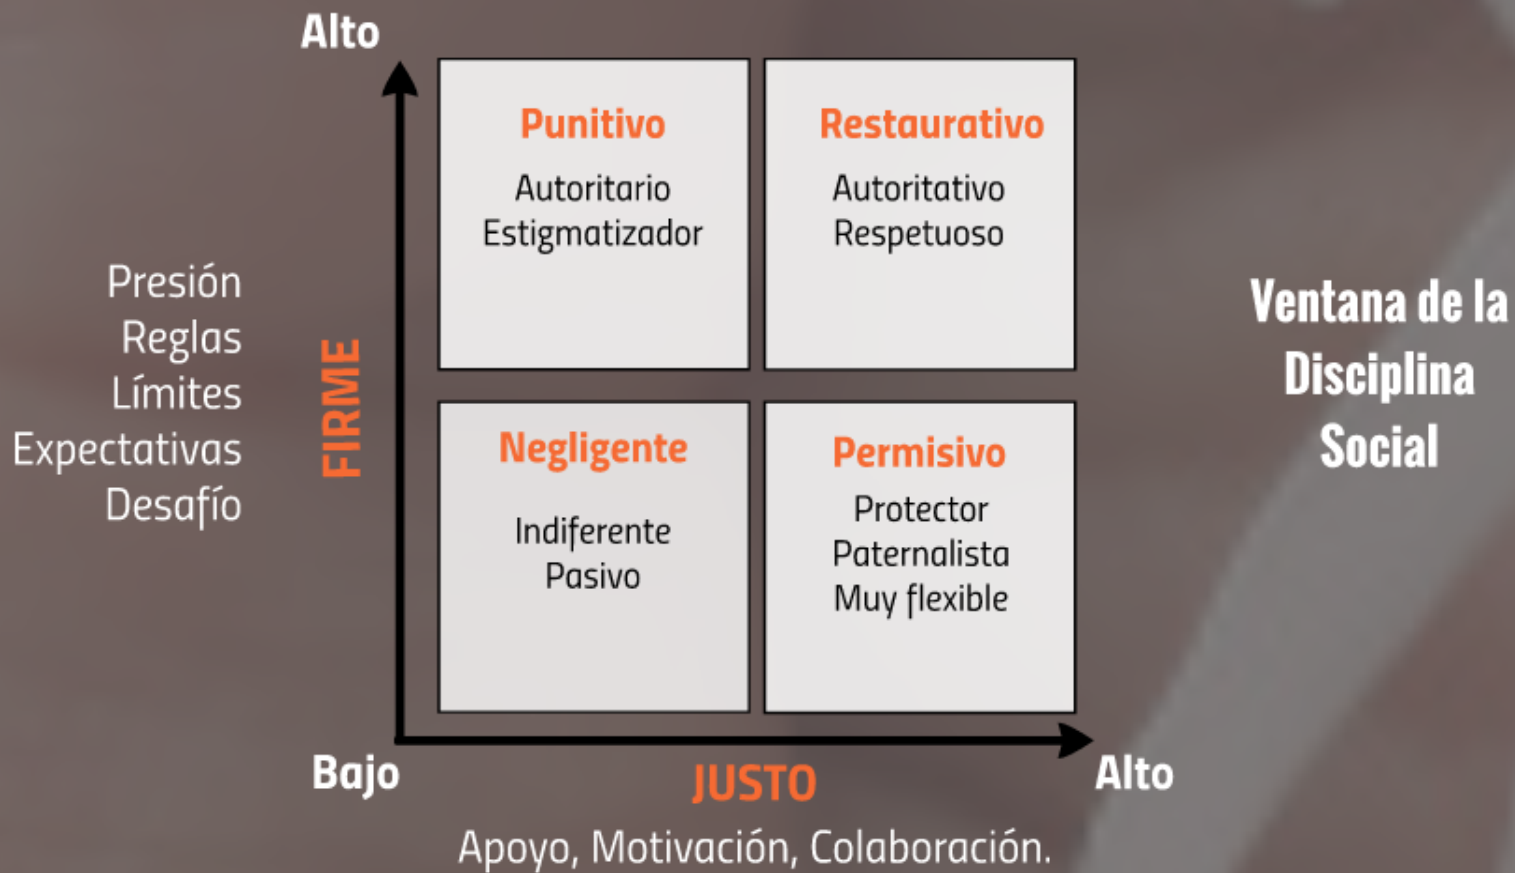 Alto
Punitivo
Autoritario
Estigmatizador
Restaurativo
Autoritativo
Respetuoso
Presión
Reglas
Límites
Expectativas
Desafío
FIRME
Negligente
Indiferente
Pasivo
Permisivo
Protector
Paternalista
Muy flexible
Ventana de la
Disciplina
Social
Bajo
JUSTO
Alto
Apoyo, Motivación, Colaboración.